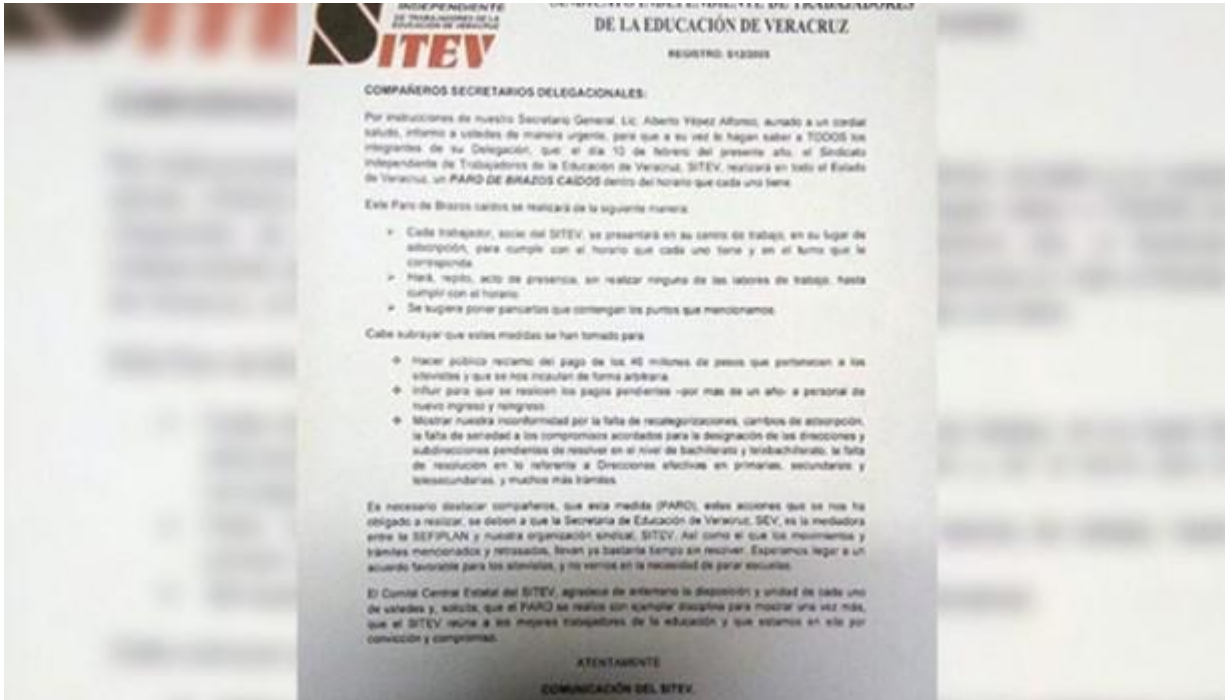 INDEPENDIENTE
DE TRABAJADORES DE LA
EDUCACIÓN DE VERACRUZ
SITEV
SINDICATO INDEPENDIENTE DE TRABAJADORES
DE LA EDUCACIÓN DE VERACRUZ
REGISTRO:
COMPAÑEROS SECRETARIOS DELEGACIONALES:
Por instrucciones de nuestro Secretario General, Lic. Alberto Yépez Alfonso, aunado a un cordial
saludo, informo a ustedes de manera urgente, para que a su vez lo hagan saber a TODOS los
integrantes de su Delegación, que: el día 10 de febrero del presente año, el Sindicato
Independiente de Trabajadores de la Educación de Veracruz, SITEV, realizará en todo el Estado
de Veracruz, un PARO DE BRAZOS CAÍDOS dentro del horario que cada uno tiene.
Este Paro de Brazos caídos se realizará de la siguiente manera:
➢ Cada trabajador, socio del SITEV, se presentará en su centro de trabajo, en su lugar de
adscripción, para cumplir con el horario que cada uno tiene y en el turno que le
corresponda.
➢ Hará, repito, acto de presencia, sin realizar ninguna de las labores de trabajo, hasta
cumplir con el horario.
➢ Se sugiere poner pancartas que contengan los puntos que mencionamos.
Cabe subrayar que estas medidas se han tomado para:
❖ Hacer público reclamo del pago de los 46 millones de pesos que pertenecen a los
sitevistas y que se nos incautan de forma arbitraria.
❖ Influir para que se realicen los pagos pendientes -por más de un año- a personal de
nuevo ingreso y reingreso.
❖ Mostrar nuestra inconformidad por la falta de recategorizaciones, cambios de adscripción,
la falta de seriedad a los compromisos acordados para la designación de las direcciones y
subdirecciones pendientes de resolver en el nivel de bachillerato y telebachillerato, la falta
de resolución en lo referente a Direcciones efectivas en primarias, secundarias y
telesecundarias, y muchos más trámites.
Es necesario destacar compañeros, que esta medida (PARO), estas acciones que se nos ha
obligado a realizar, se deben a que la Secretaría de Educación de Veracruz, SEV, es la mediadora
entre la SEFIPLAN y nuestra organización sindical, SITEV. Así como el que los movimientos y
trámites mencionados y retrasados, llevan ya bastante tiempo sin resolver. Esperamos llegar a un
acuerdo favorable para los sitevistas, y no vernos en la necesidad de parar escuelas.
El Comité Central Estatal del SITEV, agradece de antemano la disposición y unidad de cada uno
de ustedes y, solicita, que el PARO se realice con ejemplar disciplina para mostrar una vez más,
que el SITEV reúne a los mejores trabajadores de la educación y que estamos en ello por
convicción y compromiso.
ATENTAMENTE
COMUNICACIÓN DEL SITEV.